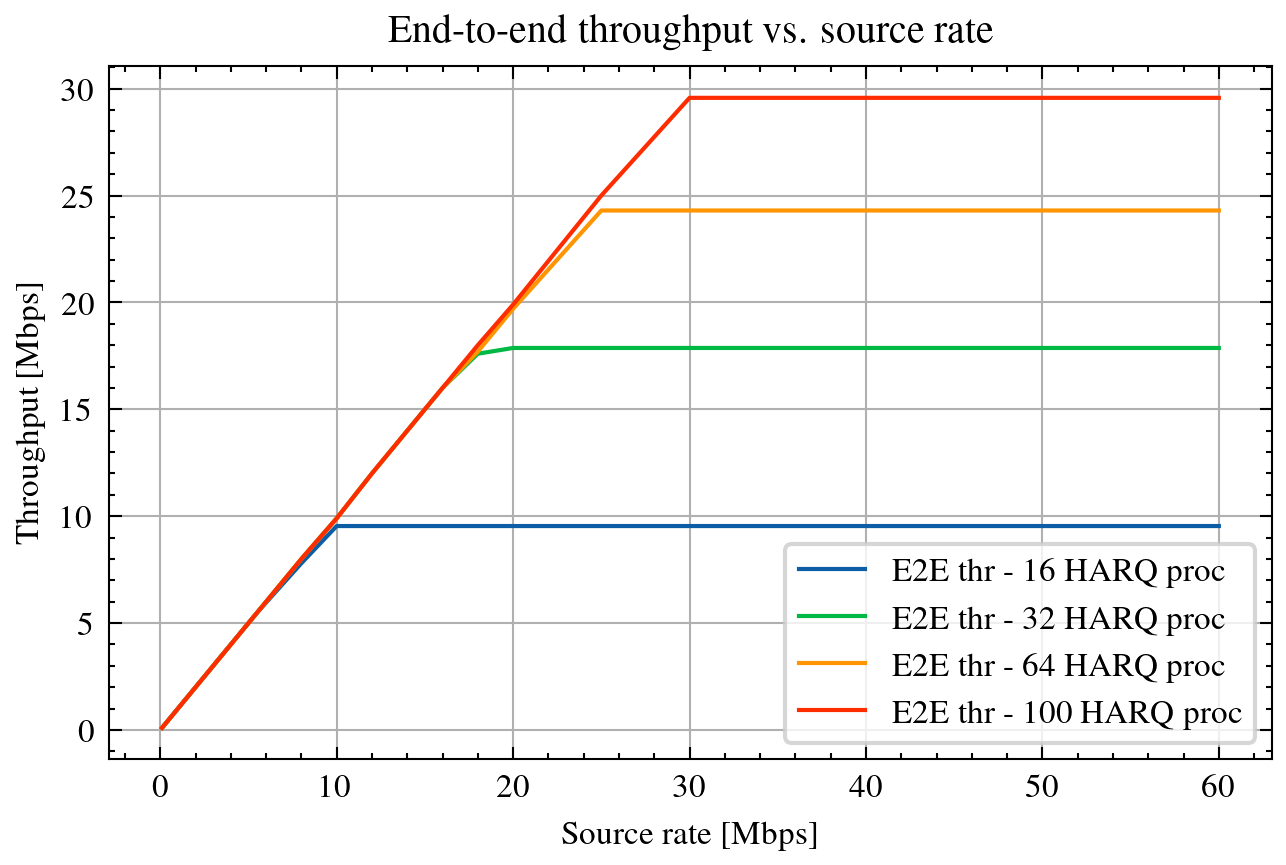 End-to-end throughput vs. source rate
Throughput [Mbps]
30
25
20
15
10
5
0
E2E thr - 16 HARQ proc
E2E thr - 32 HARQ proc
E2E thr - 64 HARQ proc
E2E thr - 100 HARQ proc
0 10 20 30 40 50 60
Source rate [Mbps]